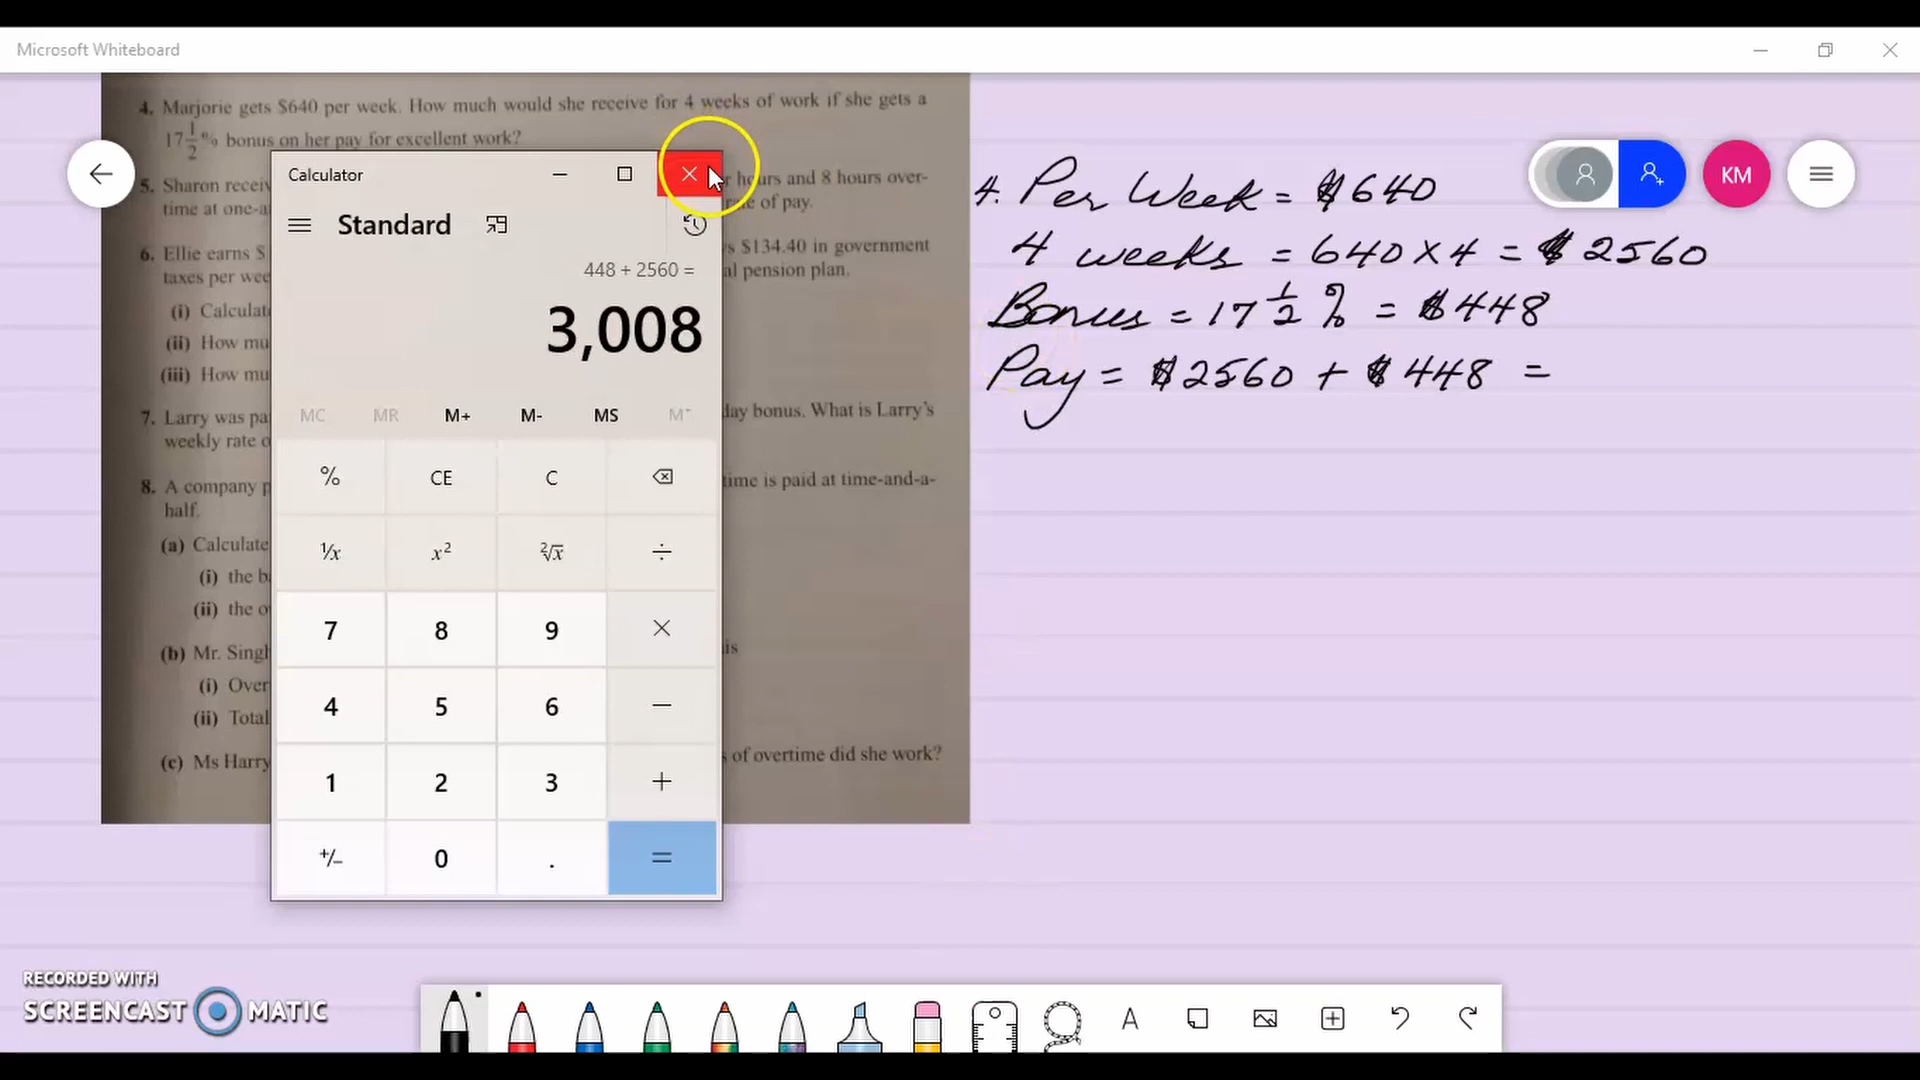 Microsoft Whiteboard
4. Marjorie gets $640 per week. How much would she receive for 4 weeks of work if she gets a
17 1/2 % bonus on her pay for excellent work?
5. Sharon receiv
hours and 8 hours over-
time at one-a
rate of pay.
6. Ellie earns $
s $134.40 in government
taxes per wee
al pension plan.
(i) Calculat
(ii) How mu
(iii) How mu
7. Larry was pa
day bonus. What is Larry's
weekly rate o
8. A company p
time is paid at time-and-a-
half.
(a) Calculate
(i) the b
(ii) the o
(b) Mr. Singh
is
(i) Over
(ii) Total
(c) Ms Harry
s of overtime did she work?
Calculator
Standard
448 + 2560 =
3,008
MC MR M+ M- MS M˅
% CE C
1/x x² ²√x ÷
7 8 9 ×
4 5 6 −
1 2 3 +
+/− 0 . =
4. Per Week = $640
4 weeks = 640 x 4 = $2560
Bonus = 17 1/2 % = $448
Pay = $2560 + $448 =
KM
RECORDED WITH
SCREENCAST MATIC
A